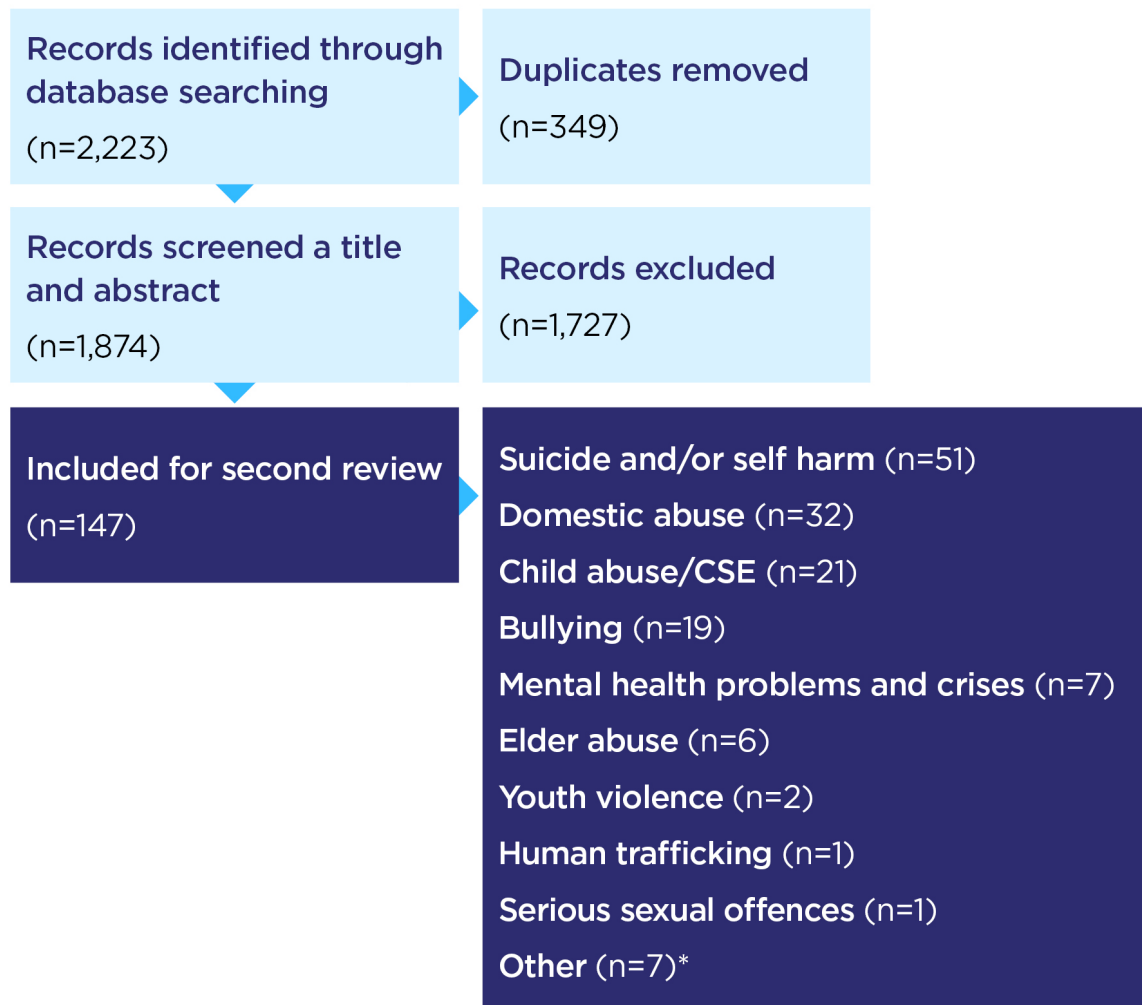 Records identified through
database searching
(n=2,223)
Duplicates removed
(n=349)
Records screened a title
and abstract
(n=1,874)
Records excluded
(n=1,727)
Included for second review
(n=147)
Suicide and/or self harm (n=51)
Domestic abuse (n=32)
Child abuse/CSE (n=21)
Bullying (n=19)
Mental health problems and crises (n=7)
Elder abuse (n=6)
Youth violence (n=2)
Human trafficking (n=1)
Serious sexual offences (n=1)
Other (n=7)*